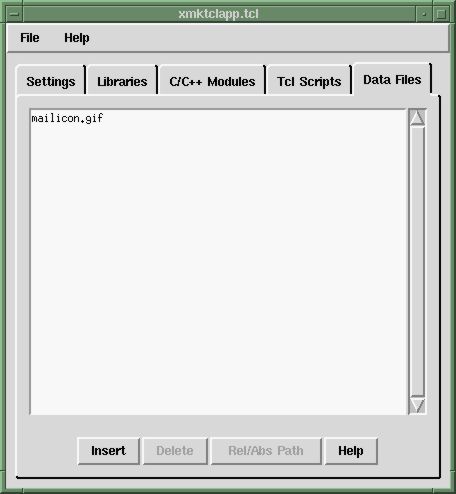 xmktclapp.tcl
File Help
Settings Libraries C/C++ Modules Tcl Scripts Data Files
mailicon.gif
Insert Delete Rel/Abs Path Help